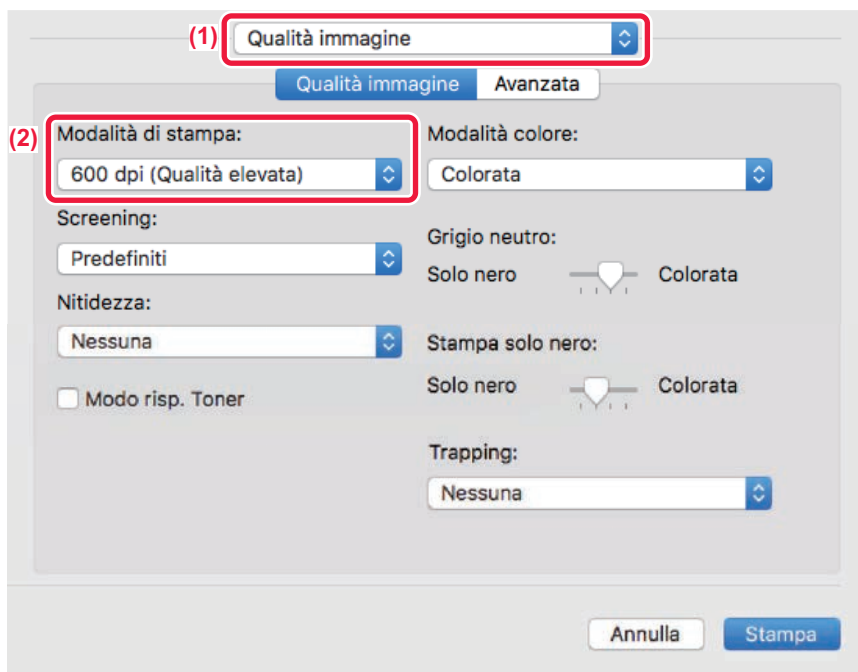 (1) Qualità immagine
Qualità immagine Avanzata
(2) Modalità di stampa:
600 dpi (Qualità elevata)
Screening:
Predefiniti
Nitidezza:
Nessuna
Modo risp. Toner
Modalità colore:
Colorata
Grigio neutro:
Solo nero Colorata
Stampa solo nero:
Solo nero Colorata
Trapping:
Nessuna
Annulla Stampa